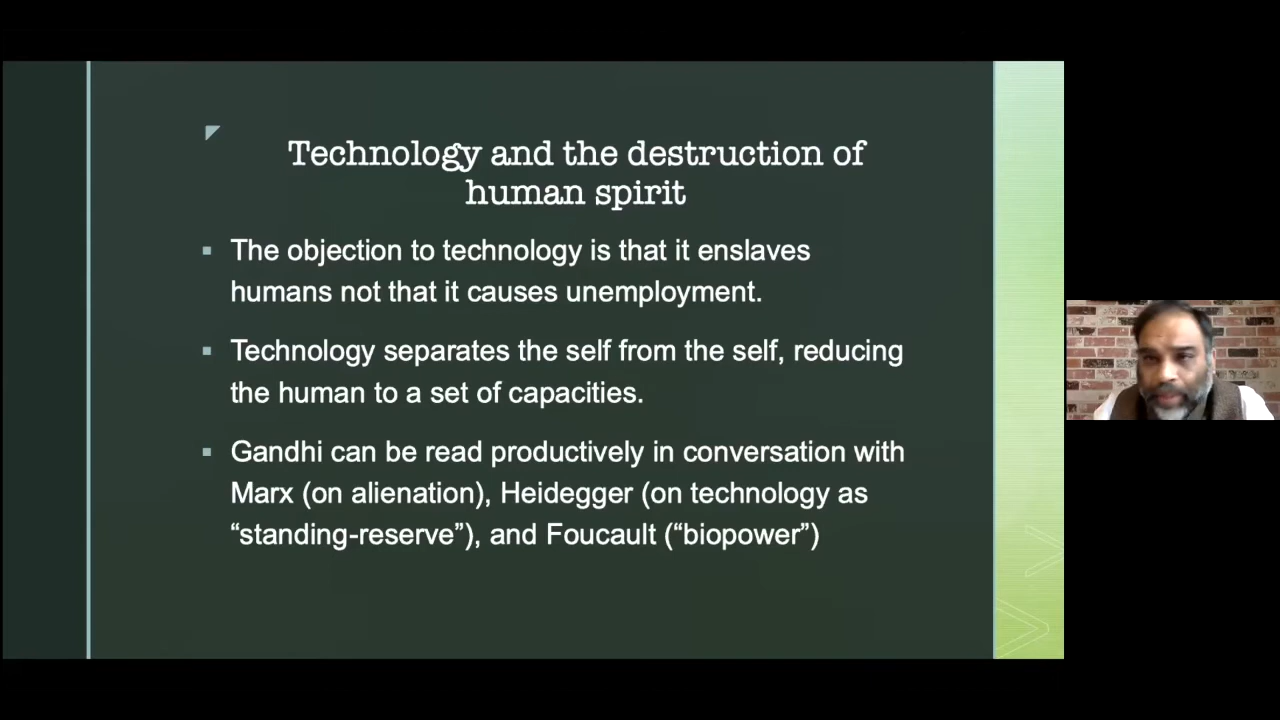 Technology and the destruction of
human spirit
▪ The objection to technology is that it enslaves
humans not that it causes unemployment.
▪ Technology separates the self from the self, reducing
the human to a set of capacities.
▪ Gandhi can be read productively in conversation with
Marx (on alienation), Heidegger (on technology as
“standing-reserve”), and Foucault (“biopower”)